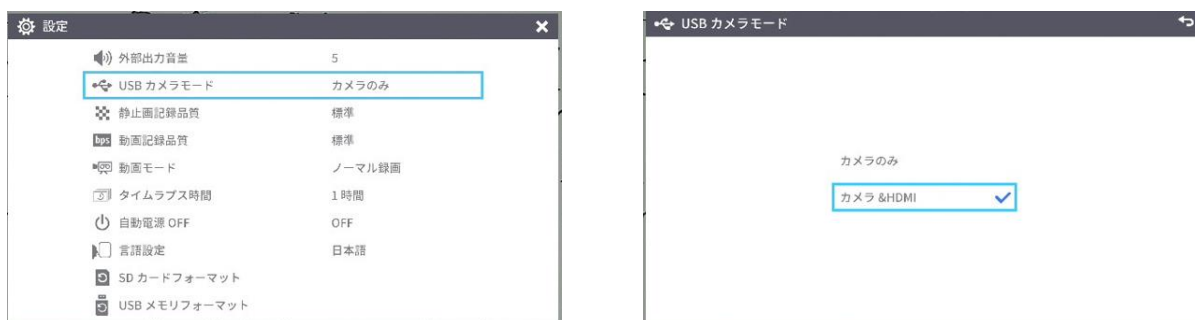 設定
外部出力音量 5
USB カメラモード カメラのみ
静止画記録品質 標準
bps 動画記録品質 標準
動画モード ノーマル録画
タイムラプス時間 1 時間
自動電源 OFF OFF
言語設定 日本語
SD カードフォーマット
USB メモリフォーマット
USB カメラモード
カメラのみ
カメラ &HDMI